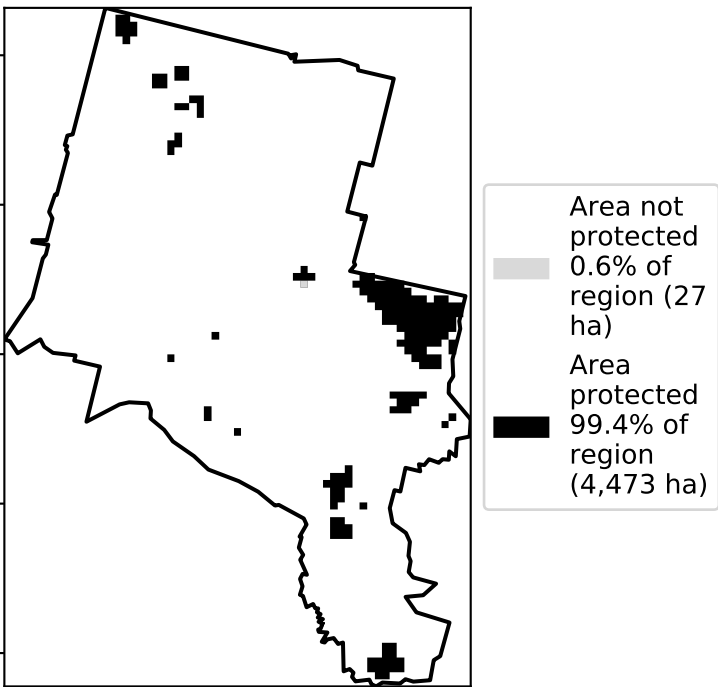 Area not
protected
0.6% of
region (27
ha)
Area
protected
99.4% of
region
(4,473 ha)